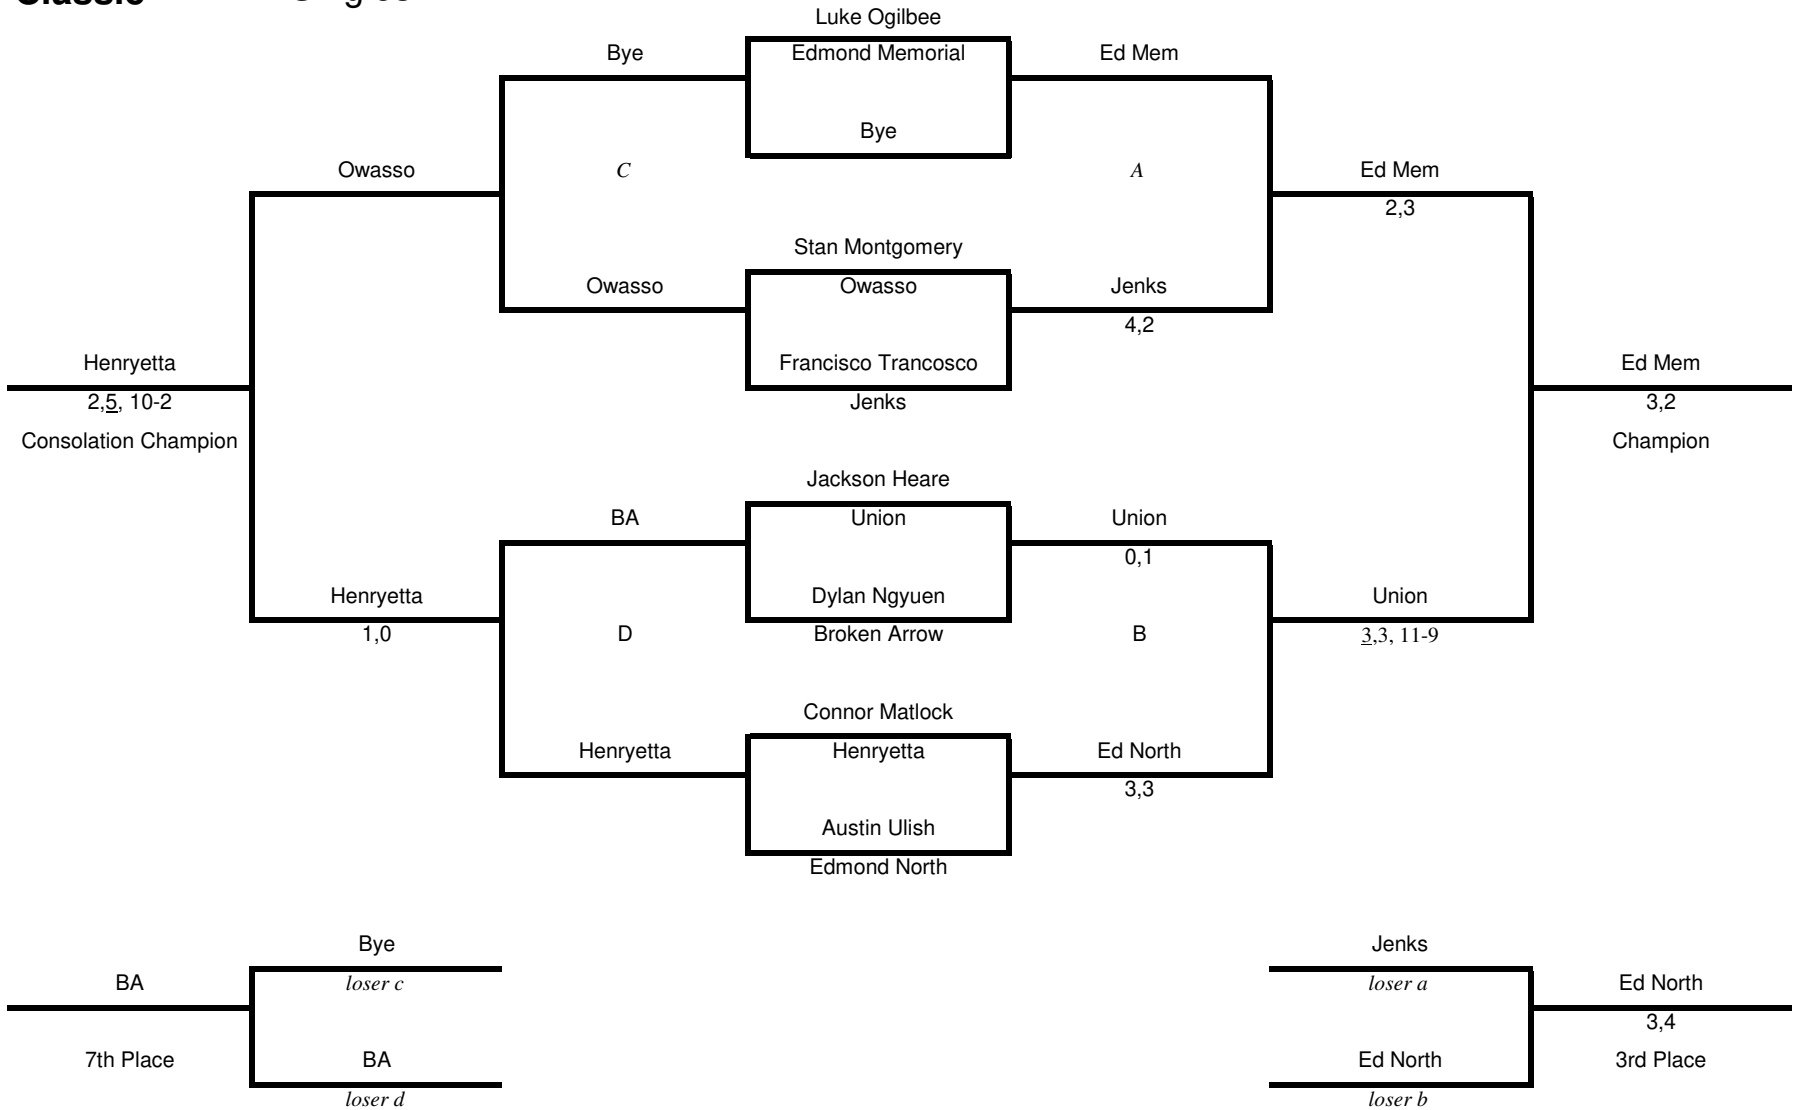 Classic
Luke Ogilbee
Bye
Edmond Memorial
Ed Mem
Bye
Owasso
C
A
Ed Mem
2,3
Stan Montgomery
Owasso
Owasso
Jenks
4,2
Henryetta
Francisco Trancosco
Ed Mem
2,5, 10-2
Jenks
3,2
Consolation Champion
Champion
Jackson Heare
BA
Union
Union
0,1
Henryetta
Dylan Ngyuen
Union
1,0
D
Broken Arrow
B
3,3, 11-9
Connor Matlock
Henryetta
Henryetta
Ed North
3,3
Austin Ulish
Edmond North
Bye
Jenks
BA
loser c
loser a
Ed North
3,4
7th Place
BA
Ed North
3rd Place
loser d
loser b